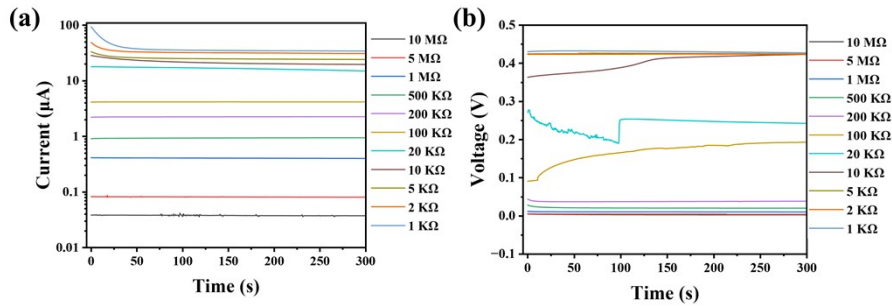 (a)
Current (μA)
100
10
1
0.1
0.01
0
50
100
150
200
250
300
Time (s)
10 MΩ
5 MΩ
1 MΩ
500 KΩ
200 KΩ
100 KΩ
20 KΩ
10 KΩ
5 KΩ
2 KΩ
1 KΩ
(b)
Voltage (V)
0.5
0.4
0.3
0.2
0.1
0.0
−0.1
0
50
100
150
200
250
300
Time (s)
10 MΩ
5 MΩ
1 MΩ
500 KΩ
200 KΩ
100 KΩ
20 KΩ
10 KΩ
5 KΩ
2 KΩ
1 KΩ